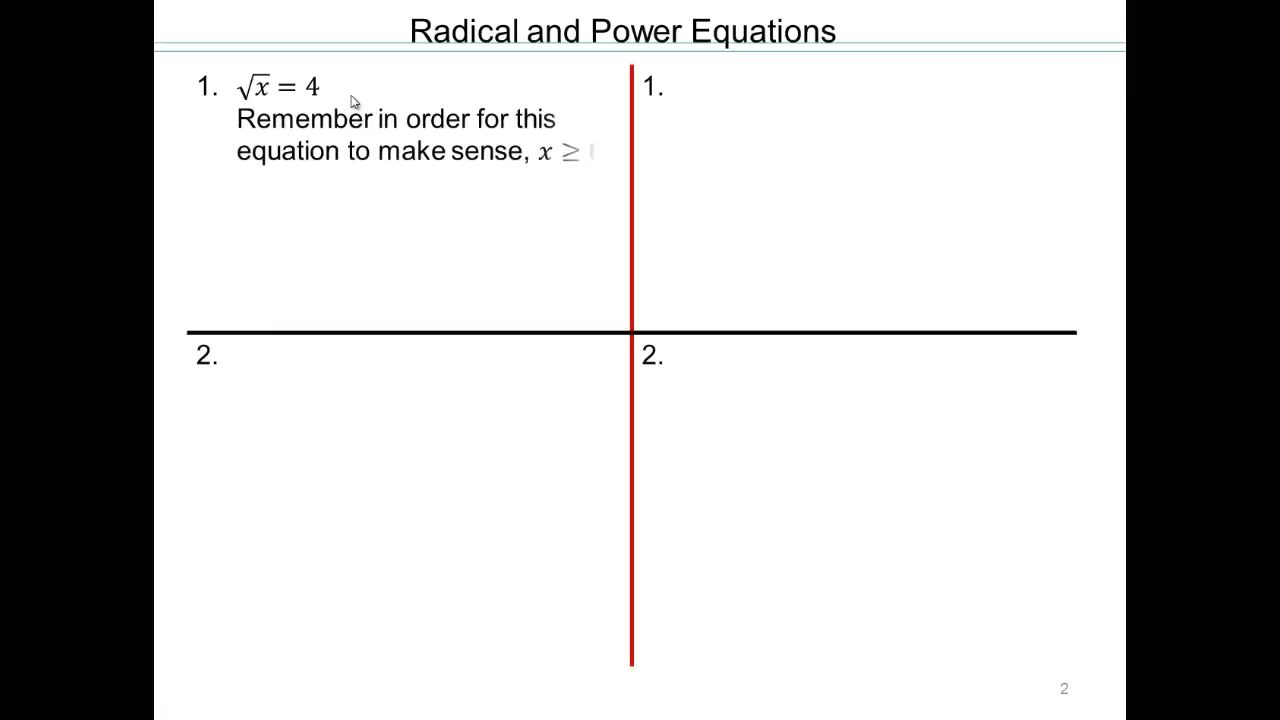 Radical and Power Equations
1. √x = 4
Remember in order for this
equation to make sense, x ≥
1.
2.
2.
2